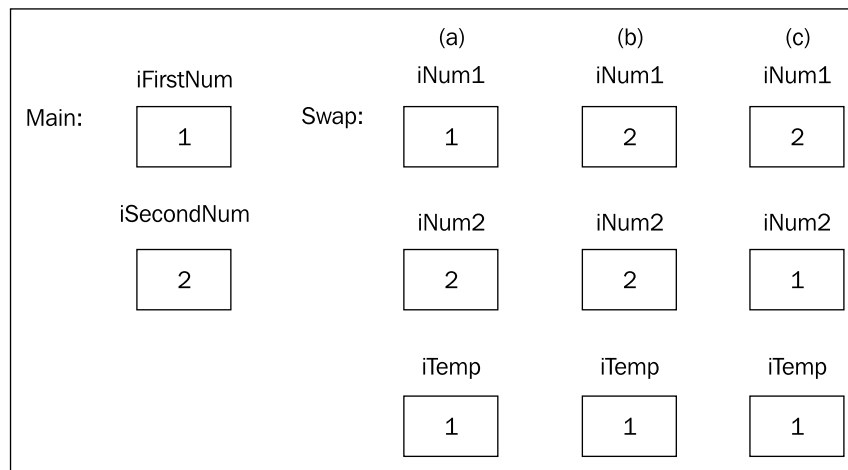 (a) (b) (c)
iFirstNum iNum1 iNum1 iNum1
Main: 1 Swap: 1 2 2
iSecondNum iNum2 iNum2 iNum2
2 2 2 1
iTemp iTemp iTemp
1 1 1